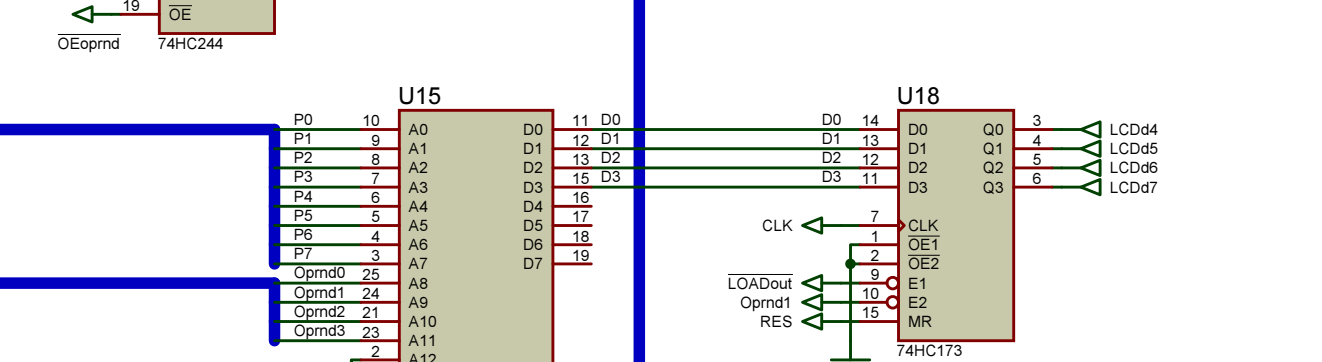 19 OE
OEoprnd 74HC244
U15 U18
P0 10 A0 D0 11 D0 D0 14 D0 Q0 3 LCDd4
P1 9 A1 D1 12 D1 D1 13 D1 Q1 4 LCDd5
P2 8 A2 D2 13 D2 D2 12 D2 Q2 5 LCDd6
P3 7 A3 D3 15 D3 D3 11 D3 Q3 6 LCDd7
P4 6 A4 D4 16
P5 5 A5 D5 17 CLK 7 CLK
P6 4 A6 D6 18 1 OE1
P7 3 A7 D7 19 2 OE2
Oprnd0 25 A8 LOADout 9 E1
Oprnd1 24 A9 Oprnd1 10 E2
Oprnd2 21 A10 RES 15 MR
Oprnd3 23 A11
2 A12 74HC173